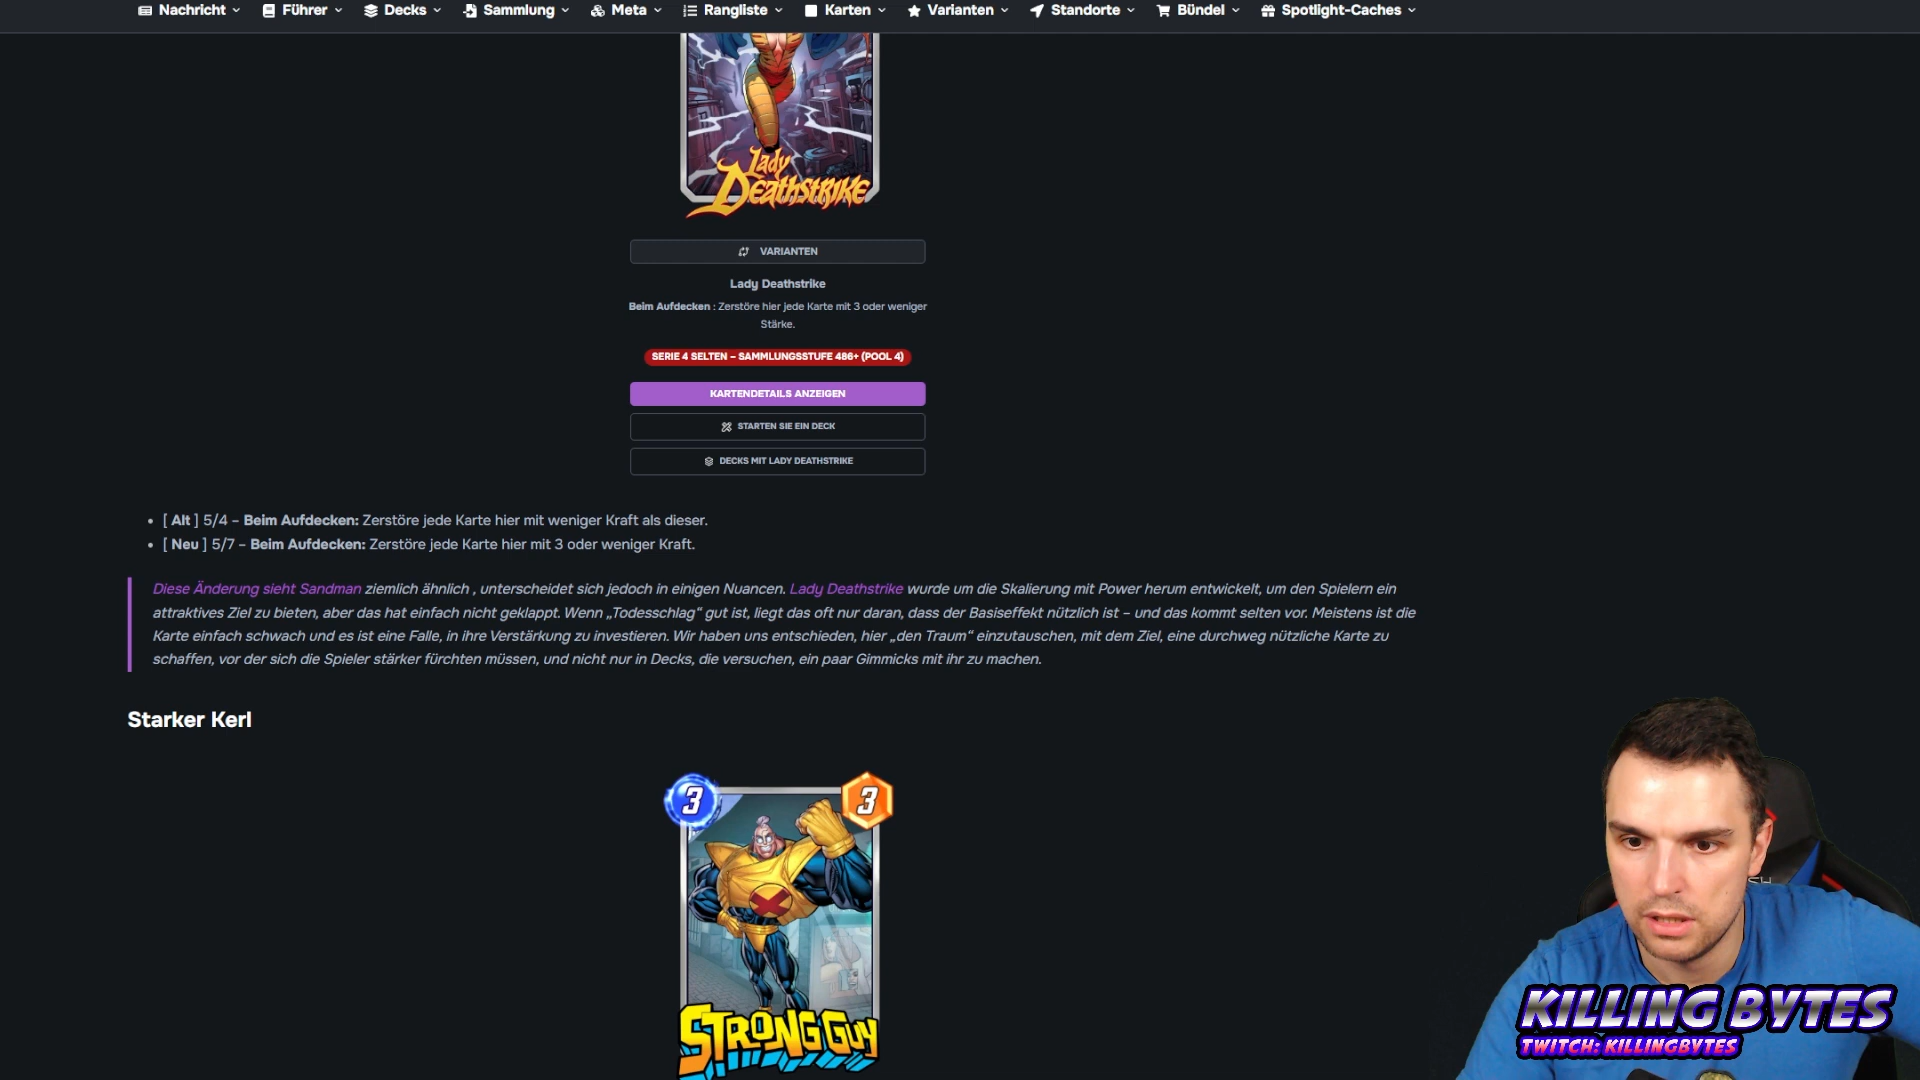 Nachricht Führer Decks Sammlung Meta Rangliste Karten Varianten Standorte Bündel Spotlight-Caches
Lady
Deathstrike
VARIANTEN
Lady Deathstrike
Beim Aufdecken : Zerstöre hier jede Karte mit 3 oder weniger
Stärke.
SERIE 4 SELTEN – SAMMLUNGSSTUFE 486+ (POOL 4)
KARTENDETAILS ANZEIGEN
STARTEN SIE EIN DECK
DECKS MIT LADY DEATHSTRIKE
• [ Alt ] 5/4 – Beim Aufdecken: Zerstöre jede Karte hier mit weniger Kraft als dieser.
• [ Neu ] 5/7 – Beim Aufdecken: Zerstöre jede Karte hier mit 3 oder weniger Kraft.
Diese Änderung sieht Sandman ziemlich ähnlich , unterscheidet sich jedoch in einigen Nuancen. Lady Deathstrike wurde um die Skalierung mit Power herum entwickelt, um den Spielern ein
attraktives Ziel zu bieten, aber das hat einfach nicht geklappt. Wenn „Todesschlag“ gut ist, liegt das oft nur daran, dass der Basiseffekt nützlich ist – und das kommt selten vor. Meistens ist die
Karte einfach schwach und es ist eine Falle, in ihre Verstärkung zu investieren. Wir haben uns entschieden, hier „den Traum“ einzutauschen, mit dem Ziel, eine durchweg nützliche Karte zu
schaffen, vor der sich die Spieler stärker fürchten müssen, und nicht nur in Decks, die versuchen, ein paar Gimmicks mit ihr zu machen.
Starker Kerl
3 3
STRONG GUY
KILLING BYTES
TWITCH: KILLINGBYTES